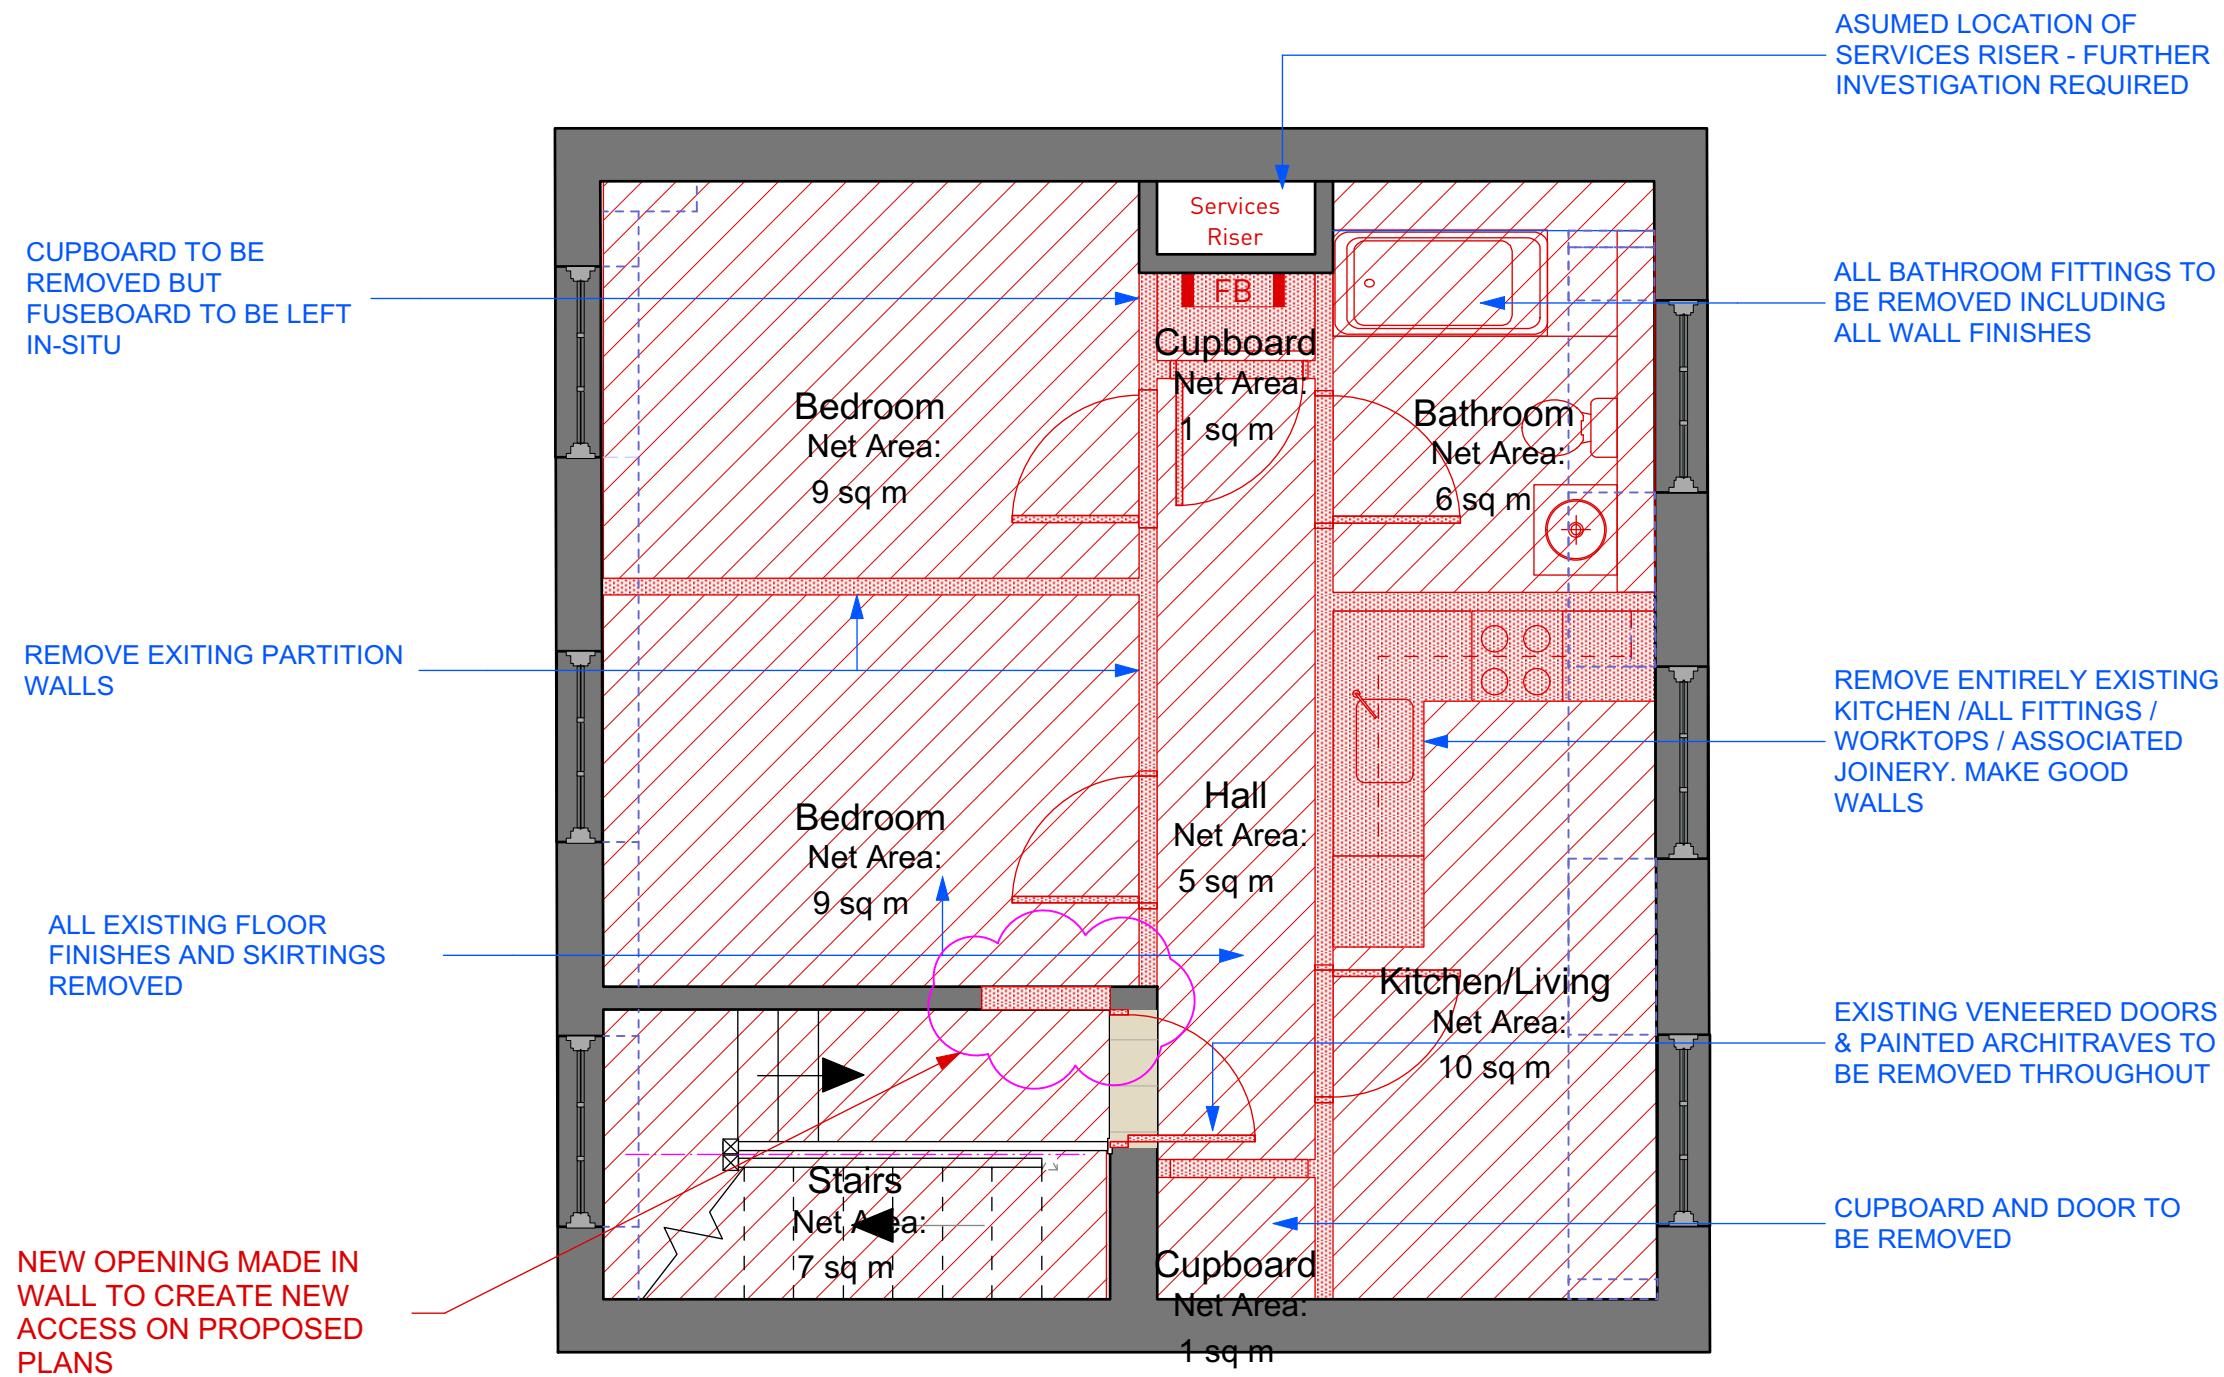 ASUMED LOCATION OF
SERVICES RISER - FURTHER
INVESTIGATION REQUIRED
Services
Riser
CUPBOARD TO BE
REMOVED BUT
FUSEBOARD TO BE LEFT
IN-SITU
FB
ALL BATHROOM FITTINGS TO
BE REMOVED INCLUDING
ALL WALL FINISHES
Cupboard
Net Area:
1 sq m
Bedroom
Net Area:
9 sq m
Bathroom
Net Area:
6 sq m
REMOVE EXITING PARTITION
WALLS
REMOVE ENTIRELY EXISTING
KITCHEN /ALL FITTINGS /
WORKTOPS / ASSOCIATED
JOINERY. MAKE GOOD
WALLS
Bedroom
Net Area:
9 sq m
Hall
Net Area:
5 sq m
ALL EXISTING FLOOR
FINISHES AND SKIRTINGS
REMOVED
Kitchen/Living
Net Area:
10 sq m
EXISTING VENEERED DOORS
& PAINTED ARCHITRAVES TO
BE REMOVED THROUGHOUT
Stairs
Net Area:
7 sq m
CUPBOARD AND DOOR TO
BE REMOVED
NEW OPENING MADE IN
WALL TO CREATE NEW
ACCESS ON PROPOSED
PLANS
Cupboard
Net Area:
1 sq m